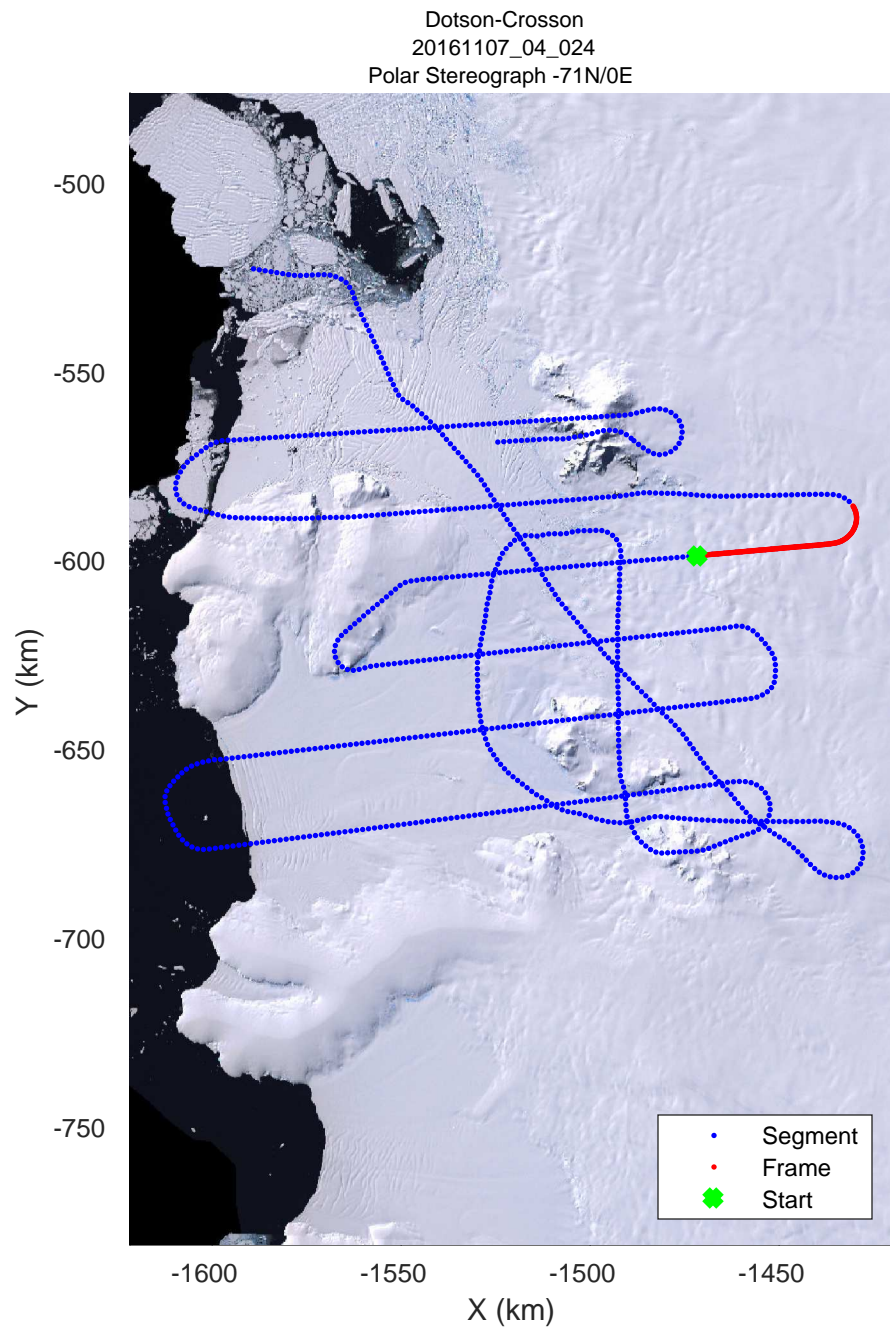 Dotson-Crosson
20161107_04_024
Polar Stereograph -71N/0E
-500
-550
-600
-650
-700
-750
Y (km)
Segment
Frame
Start
-1600
-1550
-1500
-1450
X (km)